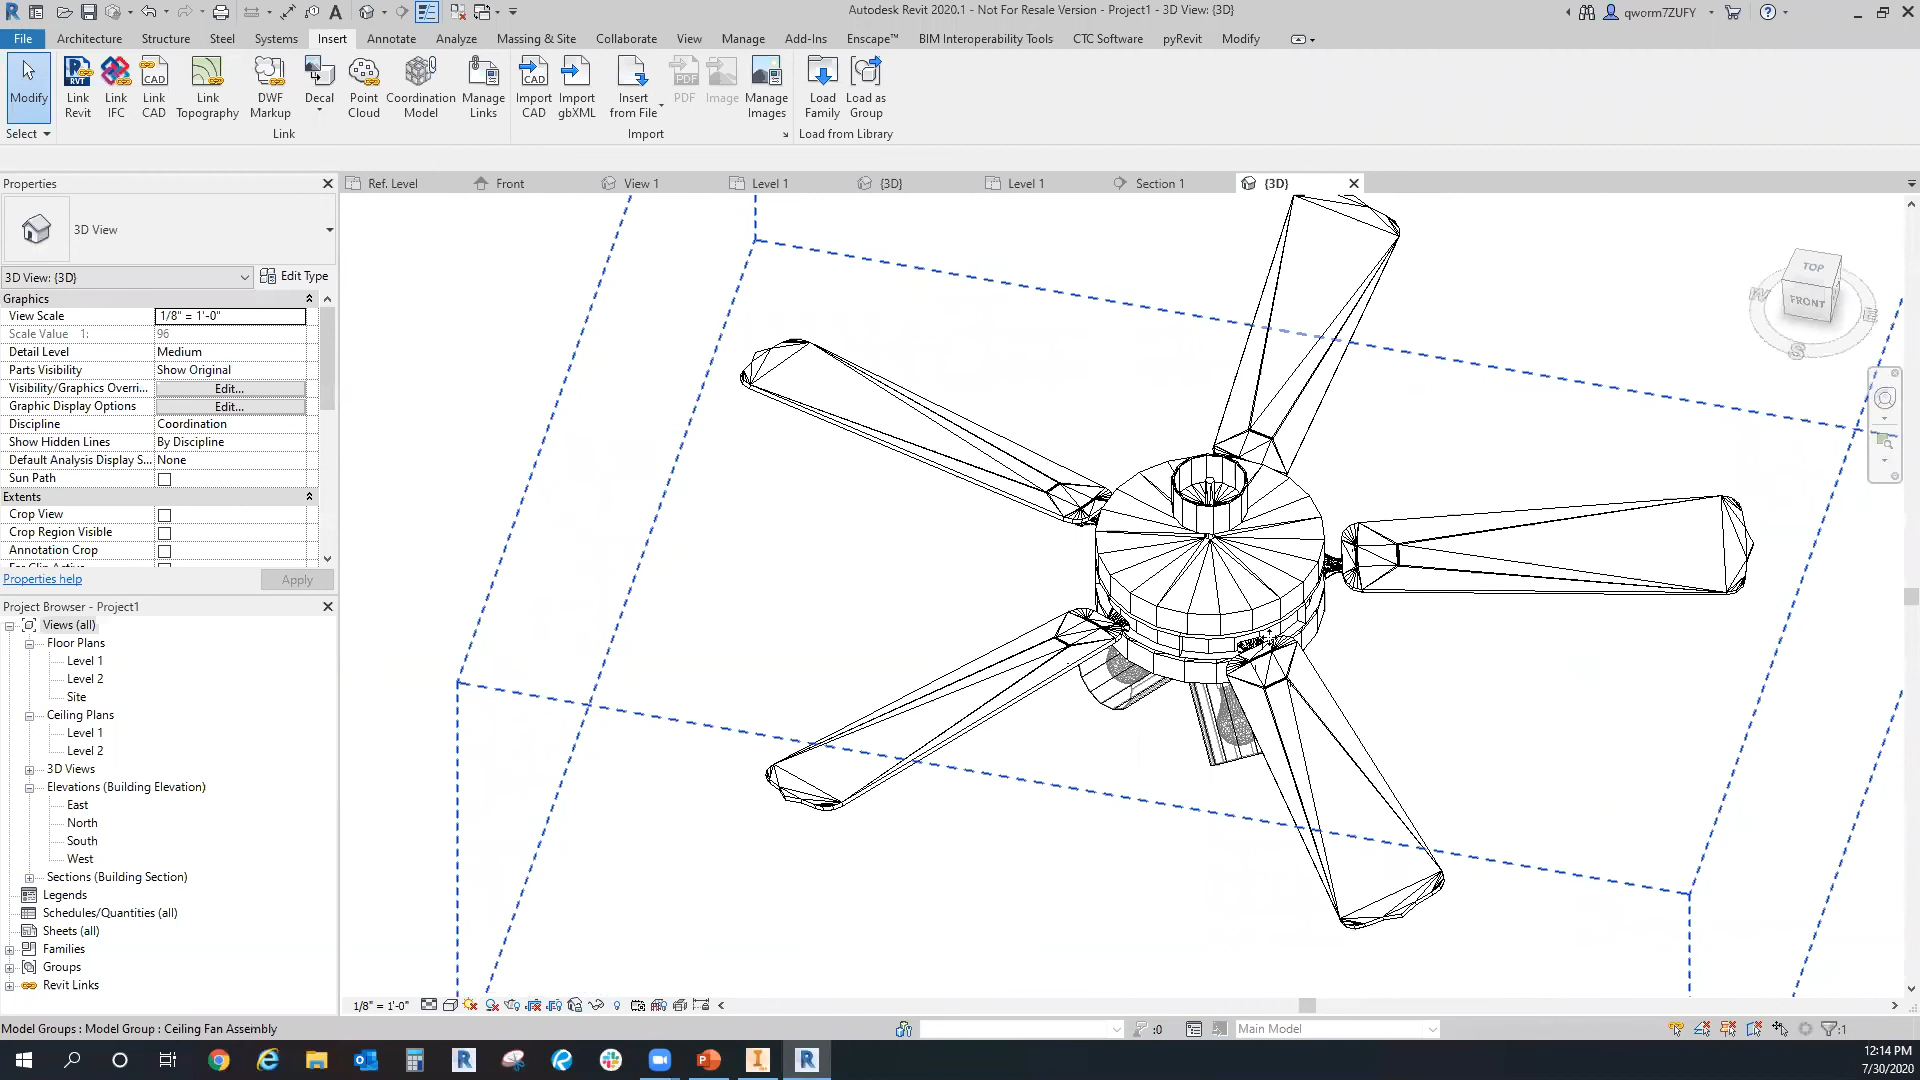 Autodesk Revit 2020.1 - Not For Resale Version - Project1 - 3D View: {3D}
qworm7ZUFY
File Architecture Structure Steel Systems Insert Annotate Analyze Massing & Site Collaborate View Manage Add-Ins Enscape™ BIM Interoperability Tools CTC Software pyRevit Modify
Modify
Link Revit
Link IFC
Link CAD
Link Topography
DWF Markup
Decal
Point Cloud
Coordination Model
Manage Links
Import CAD
Import gbXML
Insert from File
PDF
Image
Manage Images
Load Family
Load as Group
Select
Link
Import
Load from Library
Properties
Ref. Level
Front
View 1
Level 1
{3D}
Level 1
Section 1
{3D}
3D View
3D View: {3D}
Edit Type
Graphics
View Scale 1/8" = 1'-0"
Scale Value 1: 96
Detail Level Medium
Parts Visibility Show Original
Visibility/Graphics Overri... Edit...
Graphic Display Options Edit...
Discipline Coordination
Show Hidden Lines By Discipline
Default Analysis Display S... None
Sun Path
Extents
Crop View
Crop Region Visible
Annotation Crop
Properties help
Apply
TOP
FRONT
W
E
S
Project Browser - Project1
Views (all)
Floor Plans
Level 1
Level 2
Site
Ceiling Plans
Level 1
Level 2
3D Views
Elevations (Building Elevation)
East
North
South
West
Sections (Building Section)
Legends
Schedules/Quantities (all)
Sheets (all)
Families
Groups
Revit Links
1/8" = 1'-0"
Model Groups : Model Group : Ceiling Fan Assembly
:0
Main Model
:1
12:14 PM
7/30/2020